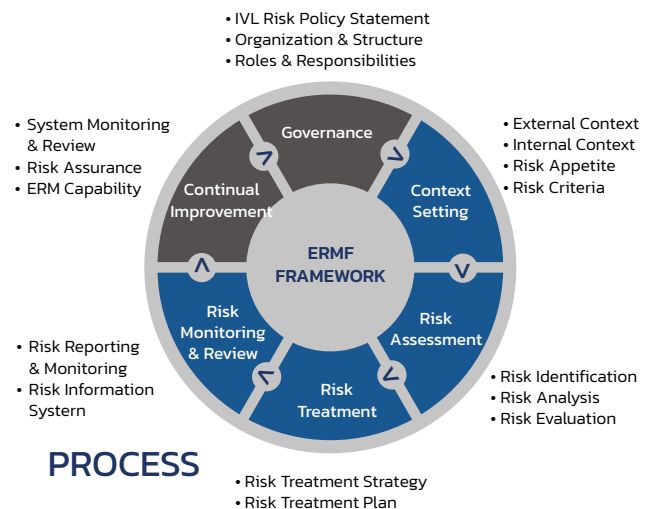 • IVL Risk Policy Statement
• Organization & Structure
• Roles & Responsibilities
Governance
• External Context
• Internal Context
• Risk Appetite
• Risk Criteria
Context
Setting
Risk
Assessment
• Risk Identification
• Risk Analysis
• Risk Evaluation
Risk
Treatment
• Risk Treatment Strategy
• Risk Treatment Plan
Risk
Monitoring
& Review
• Risk Reporting
& Monitoring
• Risk Information
Systern
Continual
Improvement
• System Monitoring
& Review
• Risk Assurance
• ERM Capability
ERMF
FRAMEWORK
PROCESS